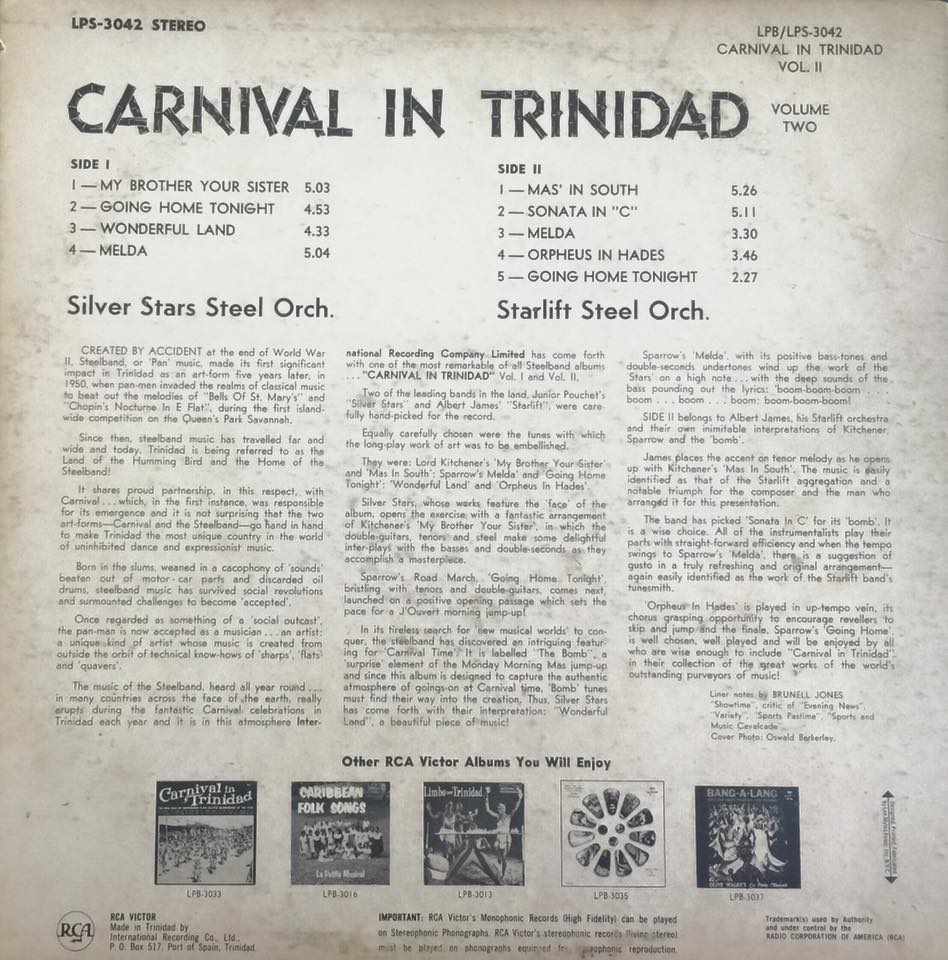 LPS-3042 STEREO
LPB/LPS-3042
CARNIVAL IN TRINIDAD
VOL. II
CARNIVAL IN TRINIDAD
VOLUME
TWO
SIDE I
1 — MY BROTHER YOUR SISTER 5.03
2 — GOING HOME TONIGHT 4.53
3 — WONDERFUL LAND 4.33
4 — MELDA 5.04
Silver Stars Steel Orch.
SIDE II
1 — MAS' IN SOUTH 5.26
2 — SONATA IN "C" 5.11
3 — MELDA 3.30
4 — ORPHEUS IN HADES 3.46
5 — GOING HOME TONIGHT 2.27
Starlift Steel Orch.
CREATED BY ACCIDENT at the end of World War
II, Steelband, or 'Pan' music, made its first significant
impact in Trinidad as an art-form five years later, in
1950, when pan-men invaded the realms of classical music
to beat out the melodies of "Bells Of St. Mary's" and
"Chopin's Nocturne In E Flat", during the first island-
wide competition on the Queen's Park Savannah.
Since then, steelband music has travelled far and
wide and today, Trinidad is being referred to as the
Land of the Humming Bird and the Home of the
Steelband!
It shares proud partnership, in this respect, with
Carnival . . . which, in the first instance, was responsible
for its emergence and it is not surprising that the two
art-forms—Carnival and the Steelband—go hand in hand
to make Trinidad the most unique country in the world
of uninhibited dance and expressionist music.
Born in the slums, weaned in a cacophony of 'sounds'
beaten out of motor-car parts and discarded oil
drums, steelband music has survived social revolutions
and surmounted challenges to become 'accepted'.
Once regarded as something of a 'social outcast',
the pan-man is now accepted as a musician . . . an artist;
a unique kind of artist whose music is created from
outside the orbit of technical know-hows of 'sharps', 'flats'
and 'quavers'.
The music of the Steelband, heard all year round . . .
in many countries across the face of the earth, really
erupts during the fantastic Carnival celebrations in
Trinidad each year and it is in this atmosphere Inter-
national Recording Company Limited has come forth
with one of the most remarkable of all Steelband albums
. . . "CARNIVAL IN TRINIDAD" Vol. I and Vol. II.
Two of the leading bands in the land, Junior Pouchet's
"Silver Stars" and Albert James' "Starlift", were care-
fully hand-picked for the record.
Equally carefully chosen were the tunes with which
the long-play work of art was to be embellished.
They were: Lord Kitchener's 'My Brother Your Sister'
and 'Mas In South'; Sparrow's 'Melda' and 'Going Home
Tonight'; 'Wonderful Land' and 'Orpheus In Hades'.
Silver Stars, whose works feature the 'face' of the
album, opens the exercise with a fantastic arrangement
of Kitchener's 'My Brother Your Sister', in which the
double-guitars, tenors and steel make some delightful
inter-plays with the basses and double-seconds as they
accomplish a masterpiece.
Sparrow's Road March, 'Going Home Tonight',
bristling with tenors and double-guitars, comes next,
launched on a positive opening passage which sets the
pace for a J'Ouvert morning jump-up!
In its tireless search for 'new musical worlds' to con-
quer, the steelband has discovered an intriguing featur-
ing for 'Carnival Time'. It is labelled "The Bomb", a
'surprise' element of the Monday Morning Mas jump-up
and since this album is designed to capture the authentic
atmosphere of goings-on at Carnival time, 'Bomb' tunes
must find their way into the creation. Thus, Silver Stars
has come forth with their interpretation: "Wonderful
Land", a beautiful piece of music!
Sparrow's 'Melda', with its positive bass-tones and
double-seconds undertones wind up the work of the
'Stars' on a high note . . . with the deep sounds of the
bass pounding out the lyrics: 'boom-boom-boom . . .
boom . . . boom . . . boom: boom-boom-boom!
SIDE II belongs to Albert James, his Starlift orchestra
and their own inimitable interpretations of Kitchener,
Sparrow and the 'bomb'.
James places the accent on tenor melody as he opens
up with Kitchener's 'Mas In South'. The music is easily
identified as that of the Starlift aggregation and a
notable triumph for the composer and the man who
arranged it for this presentation.
The band has picked 'Sonata In C' for its 'bomb'. It
is a wise choice. All of the instrumentalists play their
parts with straight-forward efficiency and when the tempo
swings to Sparrow's 'Melda', there is a suggestion of
gusto in a truly refreshing and original arrangement—
again easily identified as the work of the Starlift band's
tunesmith.
'Orpheus In Hades' is played in up-tempo vein, its
chorus grasping opportunity to encourage revellers to
skip and jump and the finale, Sparrow's 'Going Home',
is well chosen, well played and will be enjoyed by all
who are wise enough to include "Carnival in Trinidad",
in their collection of the great works of the world's
outstanding purveyors of music!
Liner notes by BRUNELL JONES
"Showtime", critic of "Evening News",
"Variety", "Sports Pastime", "Sports and
Music Cavalcade".
Cover Photo: Oswald Berkerley.
Other RCA Victor Albums You Will Enjoy
Carnival in
Trinidad
CARIBBEAN
FOLK SONGS
La Petite Musical
Limbo from Trinidad
BANG-A-LANG
LPB-3033
LPB-3016
LPB-3013
LPB-3035
LPB-3037
RCA
RCA VICTOR
Made in Trinidad by
International Recording Co., Ltd.,
P. O. Box 517, Port of Spain, Trinidad
IMPORTANT: RCA Victor's Monophonic Records (High Fidelity) can be played
on Stereophonic Phonographs. RCA Victor's stereophonic records (living stereo)
must be played on phonographs equipped for reproduction.
Trademark(s) used by Authority
and under control by the
RADIO CORPORATION OF AMERICA (RCA)